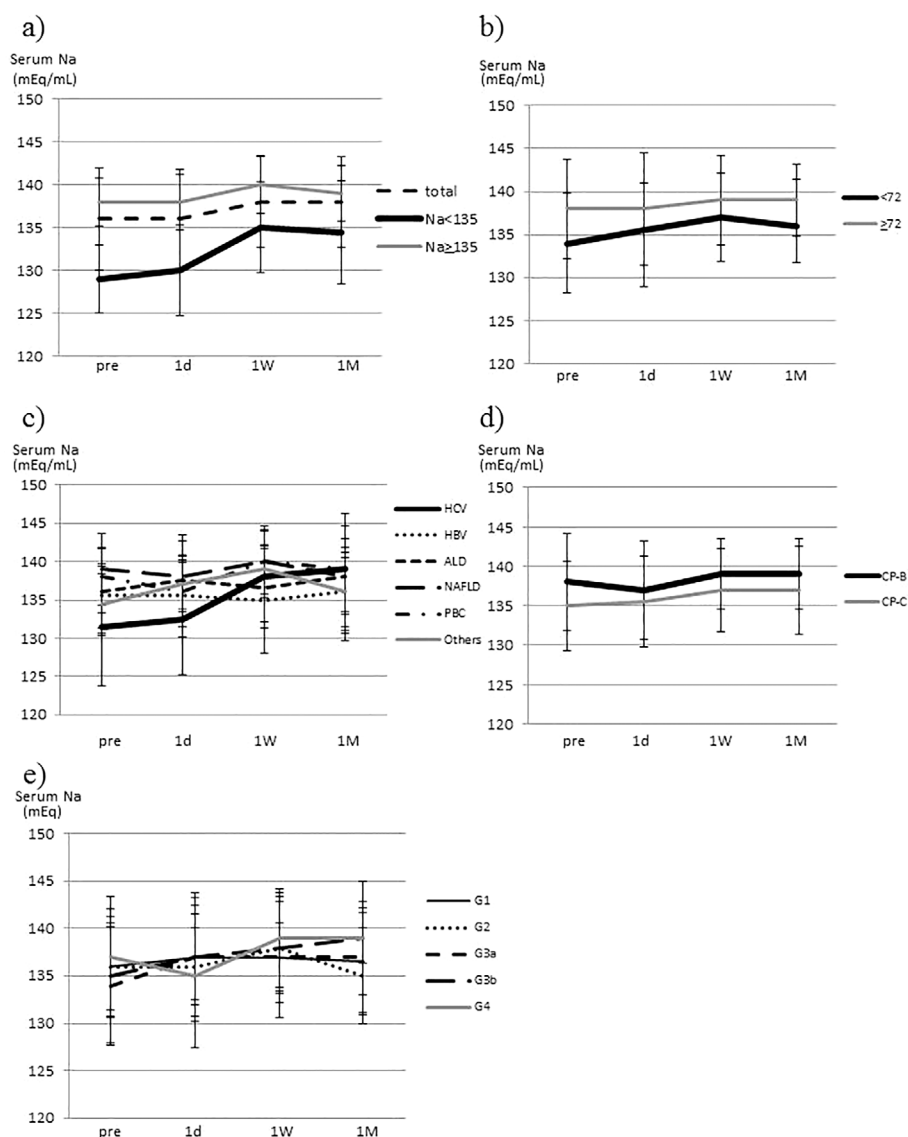 a)
Serum Na
(mEq/mL)
150
145
140
135
130
125
120
pre 1d 1W 1M
total
Na<135
Na≥135
b)
Serum Na
(mEq/mL)
150
145
140
135
130
125
120
pre 1d 1W 1M
<72
≥72
c)
Serum Na
(mEq/mL)
150
145
140
135
130
125
120
pre 1d 1W 1M
HCV
HBV
ALD
NAFLD
PBC
Others
d)
Serum Na
(mEq/mL)
150
145
140
135
130
125
120
pre 1d 1W 1M
CP-B
CP-C
e)
Serum Na
(mEq)
150
145
140
135
130
125
120
pre 1d 1W 1M
G1
G2
G3a
G3b
G4